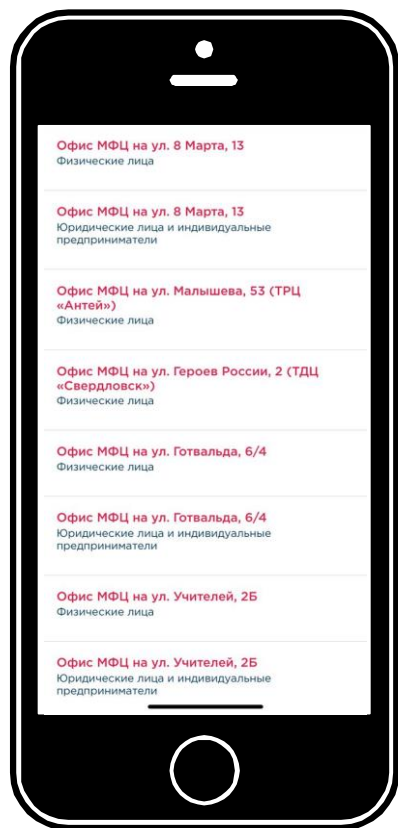 Офис МФЦ на ул. 8 Марта, 13
Физические лица
Офис МФЦ на ул. 8 Марта, 13
Юридические лица и индивидуальные
предприниматели
Офис МФЦ на ул. Малышева, 53 (ТРЦ
«Антей»)
Физические лица
Офис МФЦ на ул. Героев России, 2 (ТДЦ
«Свердловск»)
Физические лица
Офис МФЦ на ул. Готвальда, 6/4
Физические лица
Офис МФЦ на ул. Готвальда, 6/4
Юридические лица и индивидуальные
предприниматели
Офис МФЦ на ул. Учителей, 2Б
Физические лица
Офис МФЦ на ул. Учителей, 2Б
Юридические лица и индивидуальные
предприниматели